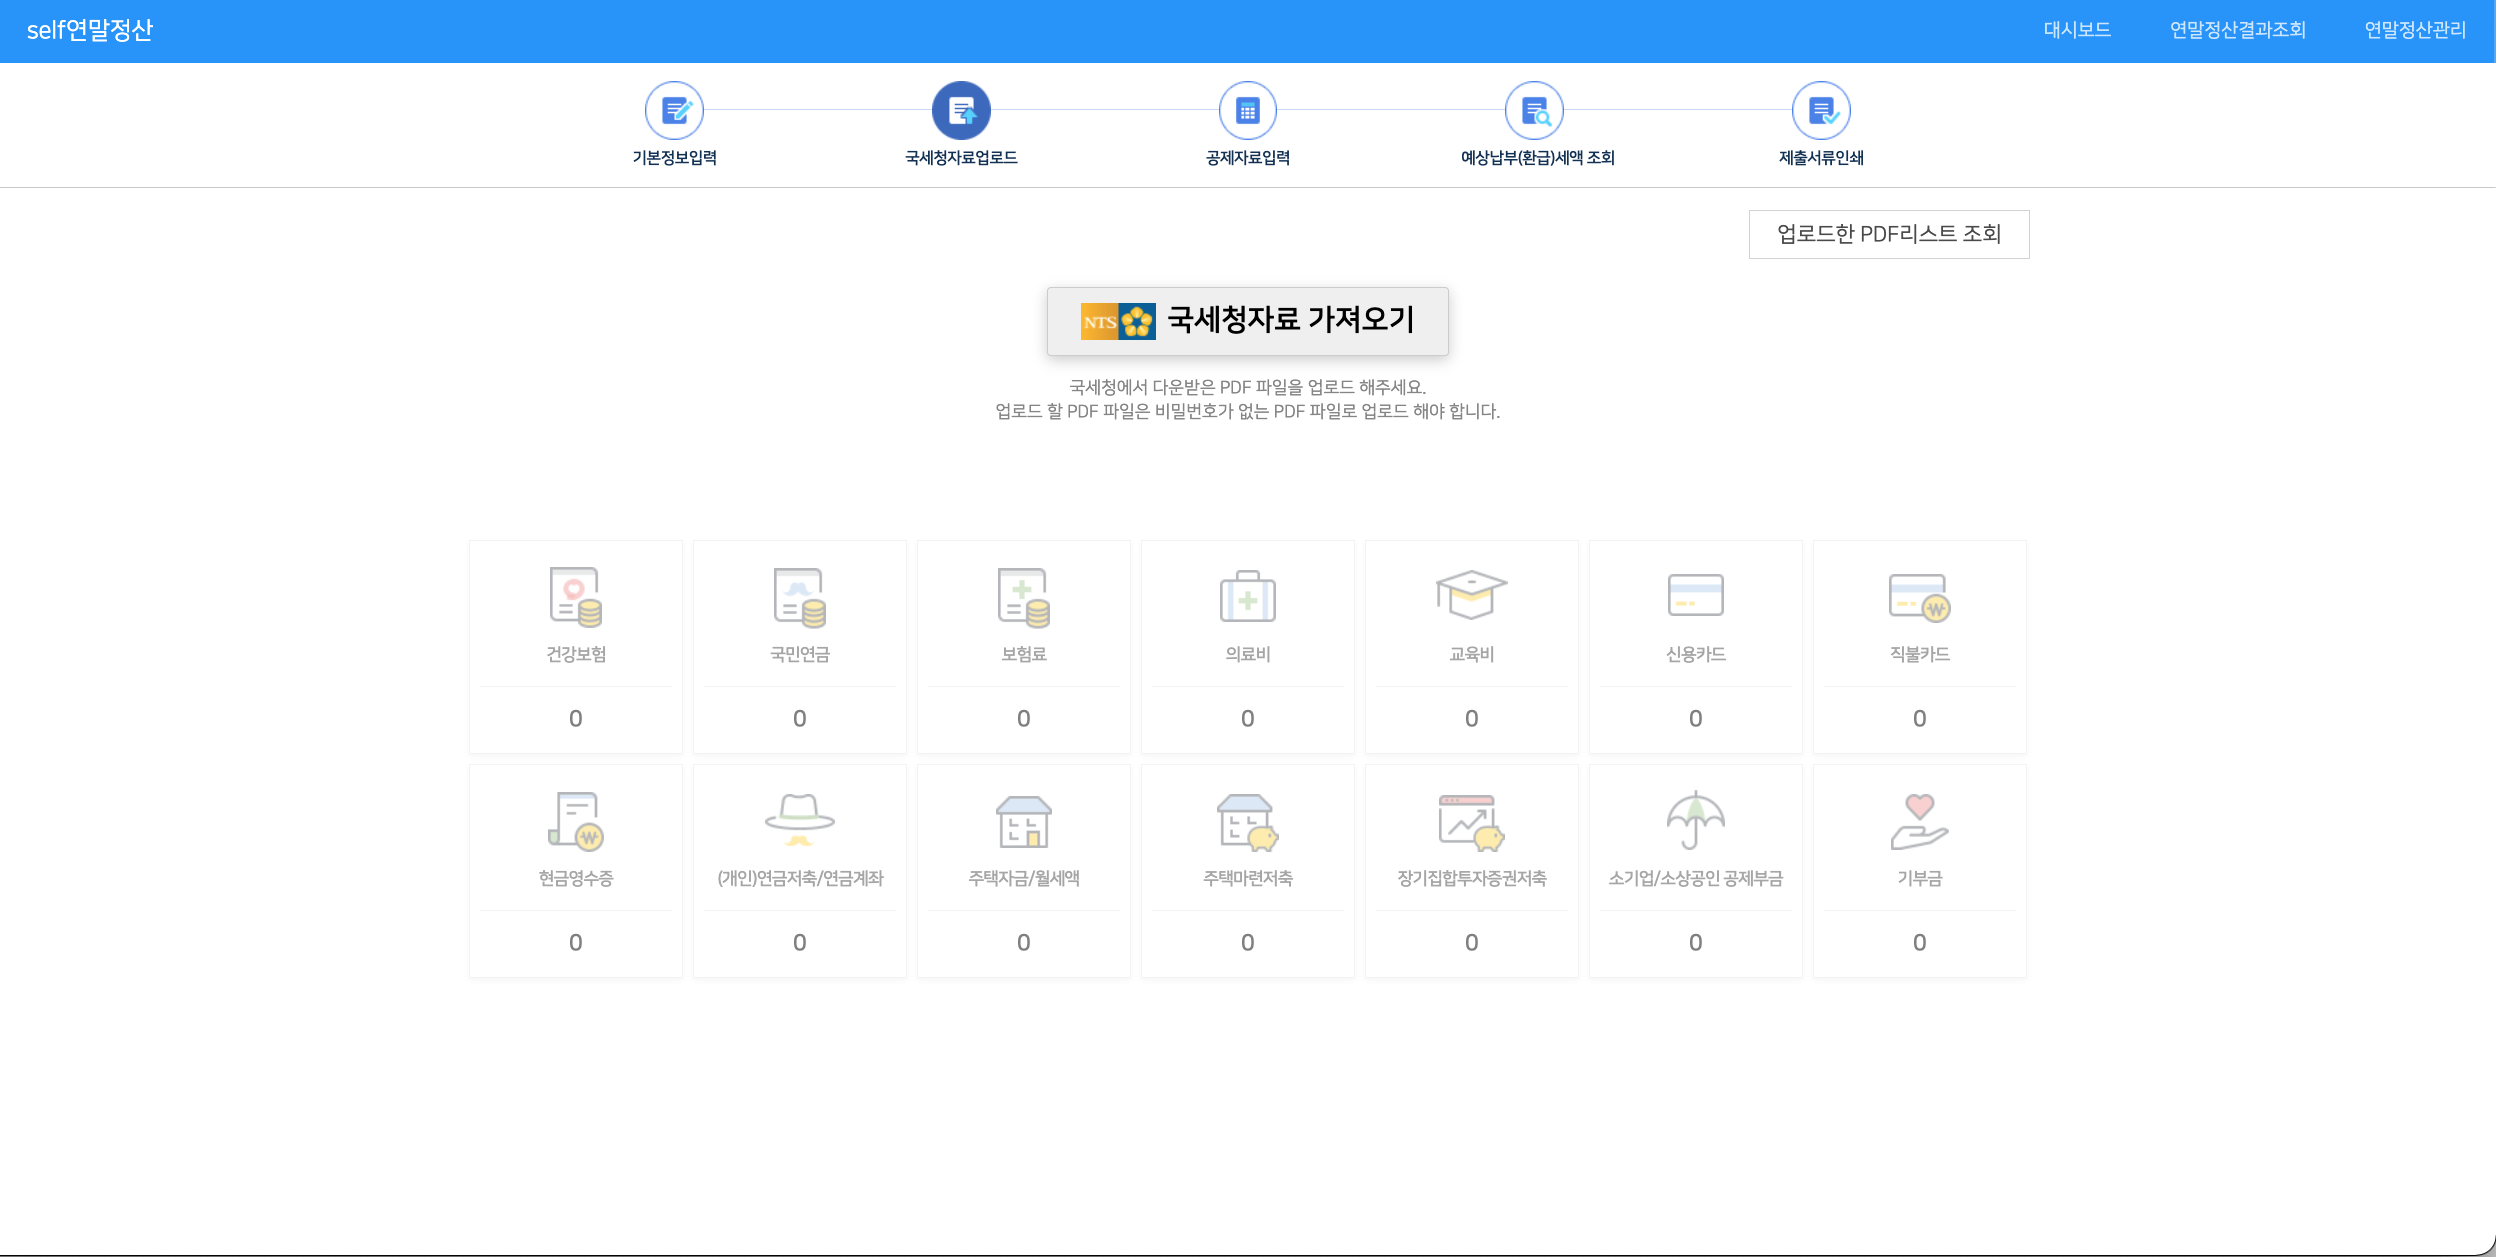 self연말정산
대시보드
연말정산결과조회
연말정산관리
기본정보입력
국세청자료업로드
공제자료입력
예상납부(환급)세액 조회
제출서류인쇄
업로드한 PDF리스트 조회
NTS 국세청자료 가져오기
국세청에서 다운받은 PDF 파일을 업로드 해주세요.
업로드 할 PDF 파일은 비밀번호가 없는 PDF 파일로 업로드 해야 합니다.
건강보험
0
국민연금
0
보험료
0
의료비
0
교육비
0
신용카드
0
₩
직불카드
0
₩
현금영수증
0
(개인)연금저축/연금계좌
0
주택자금/월세액
0
주택마련저축
0
장기집합투자증권저축
0
소기업/소상공인 공제부금
0
기부금
0